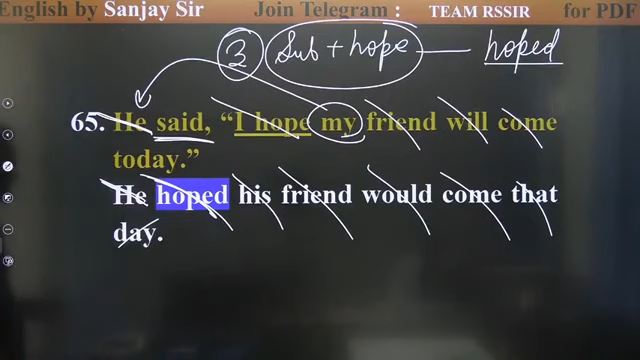 English by Sanjay Sir Join Telegram : TEAM RSSIR for PDF
3 Sub + hope — hoped
65. He said, “I hope my friend will come
today.”
He hoped his friend would come that
day.